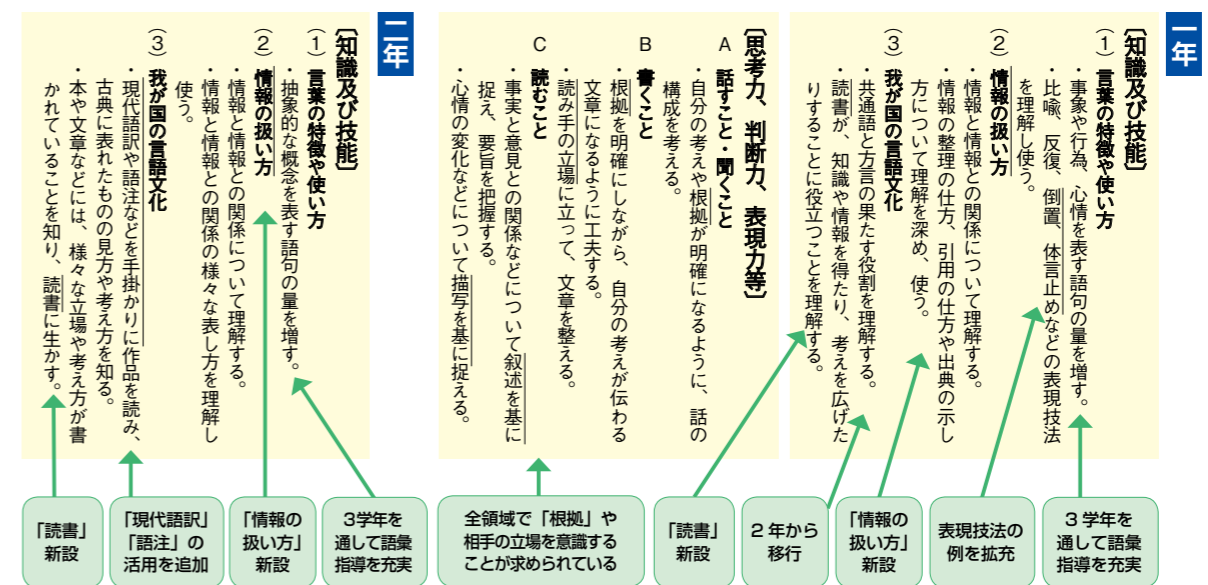 一年
〔知識及び技能〕
（1）言葉の特徴や使い方
・事象や行為、心情を表す語句の量を増す。
・比喩、反復、倒置、体言止めなどの表現技法
を理解し使う。
（2）情報の扱い方
・情報と情報との関係について理解する。
・情報の整理の仕方、引用の仕方や出典の示し
方について理解を深め、使う。
（3）我が国の言語文化
・共通語と方言の果たす役割を理解する。
・読書が、知識や情報を得たり、考えを広げた
りすることに役立つことを理解する。
〔思考力、判断力、表現力等〕
A 話すこと・聞くこと
・自分の考えや根拠が明確になるように、話の
構成を考える。
B 書くこと
・根拠を明確にしながら、自分の考えが伝わる
文章になるように工夫する。
・読み手の立場に立って、文章を整える。
C 読むこと
・事実と意見との関係などについて叙述を基に
捉え、要旨を把握する。
・心情の変化などについて描写を基に捉える。
3学年を
通して語彙
指導を充実
表現技法の
例を拡充
「情報の
扱い方」
新設
2年から
移行
「読書」
新設
全領域で「根拠」や
相手の立場を意識する
ことが求められている
二年
〔知識及び技能〕
（1）言葉の特徴や使い方
・抽象的な概念を表す語句の量を増す。
（2）情報の扱い方
・情報と情報との関係について理解する。
・情報と情報との関係の様々な表し方を理解し
使う。
（3）我が国の言語文化
・現代語訳や語注などを手掛かりに作品を読み、
古典に表れたものの見方や考え方を知る。
・本や文章などには、様々な立場や考え方が書
かれていることを知り、読書に生かす。
3学年を
通して語彙
指導を充実
「情報の
扱い方」
新設
「現代語訳」
「語注」の
活用を追加
「読書」
新設